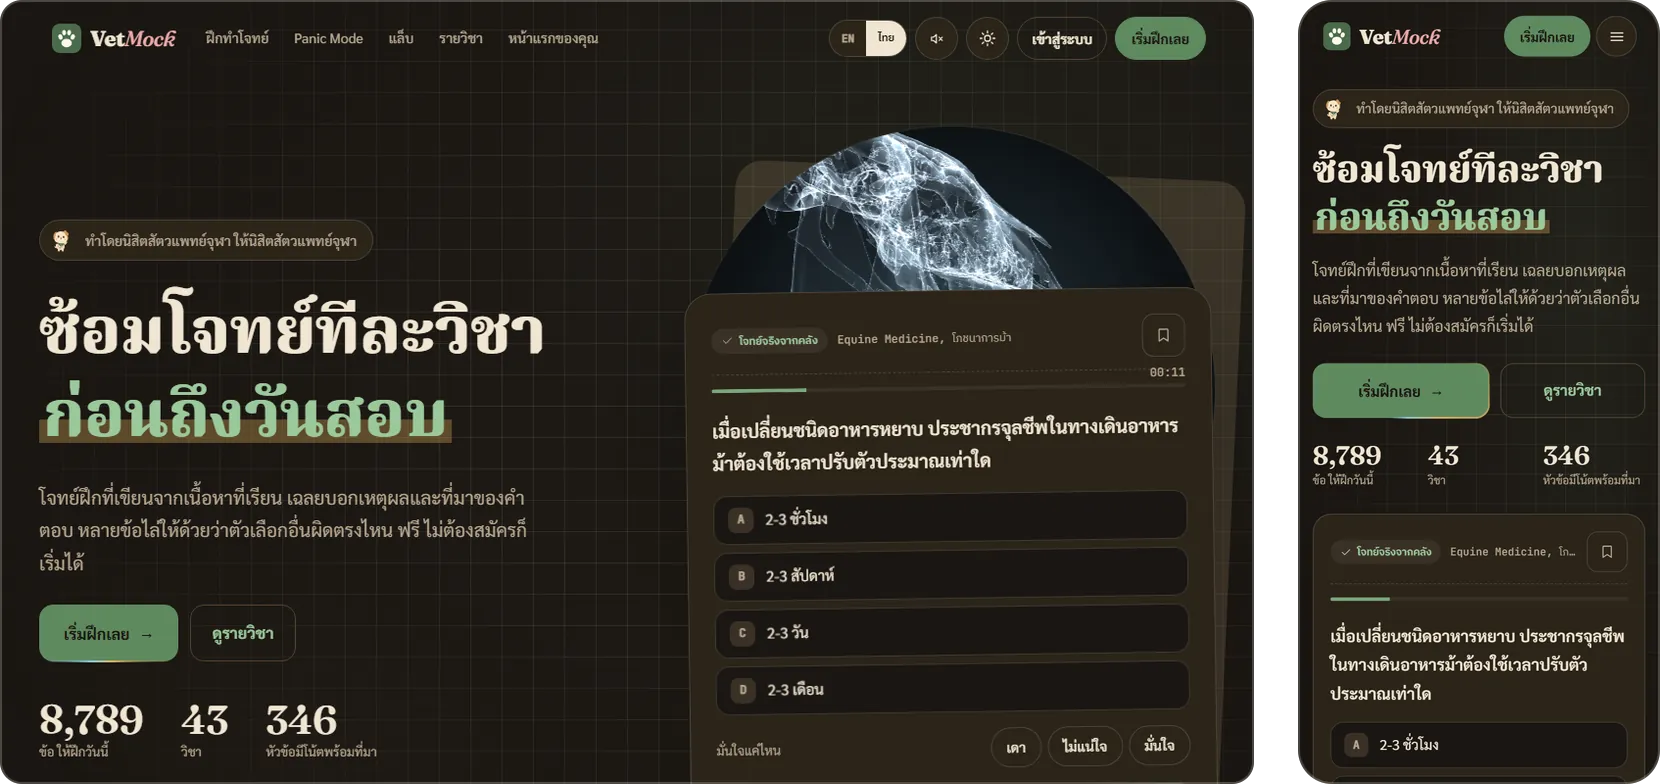 VetMock
ฝึกทำโจทย์
Panic Mode
แล็บ
รายวิชา
หน้าแรกของคุณ
EN
ไทย
เข้าสู่ระบบ
เริ่มฝึกเลย
ทำโดยนิสิตสัตวแพทย์จุฬา ให้นิสิตสัตวแพทย์จุฬา
ซ้อมโจทย์ทีละวิชา
ก่อนถึงวันสอบ
โจทย์ฝึกที่เขียนจากเนื้อหาที่เรียน เฉลยบอกเหตุผลและที่มาของคำ
ตอบ หลายข้อไล่ให้ด้วยว่าตัวเลือกอื่นผิดตรงไหน ฟรี ไม่ต้องสมัครก็
เริ่มได้
เริ่มฝึกเลย →
ดูรายวิชา
8,789
ข้อ ให้ฝึกวันนี้
43
วิชา
346
หัวข้อมีโน้ตพร้อมที่มา
โจทย์จริงจากคลัง
Equine Medicine, โภชนาการม้า
00:11
เมื่อเปลี่ยนชนิดอาหารหยาบ ประชากรจุลชีพในทางเดินอาหาร
ม้าต้องใช้เวลาปรับตัวประมาณเท่าใด
A 2-3 ชั่วโมง
B 2-3 สัปดาห์
C 2-3 วัน
D 2-3 เดือน
มั่นใจแค่ไหน
เดา
ไม่แน่ใจ
มั่นใจ
VetMock
เริ่มฝึกเลย
ทำโดยนิสิตสัตวแพทย์จุฬา ให้นิสิตสัตวแพทย์จุฬา
ซ้อมโจทย์ทีละวิชา
ก่อนถึงวันสอบ
โจทย์ฝึกที่เขียนจากเนื้อหาที่เรียน เฉลยบอกเหตุผล
และที่มาของคำตอบ หลายข้อไล่ให้ด้วยว่าตัวเลือกอื่น
ผิดตรงไหน ฟรี ไม่ต้องสมัครก็เริ่มได้
เริ่มฝึกเลย →
ดูรายวิชา
8,789
ข้อ ให้ฝึกวันนี้
43
วิชา
346
หัวข้อมีโน้ตพร้อมที่มา
โจทย์จริงจากคลัง
Equine Medicine, โภ…
เมื่อเปลี่ยนชนิดอาหารหยาบ ประชากรจุลชีพ
ในทางเดินอาหารม้าต้องใช้เวลาปรับตัว
ประมาณเท่าใด
A 2-3 ชั่วโมง